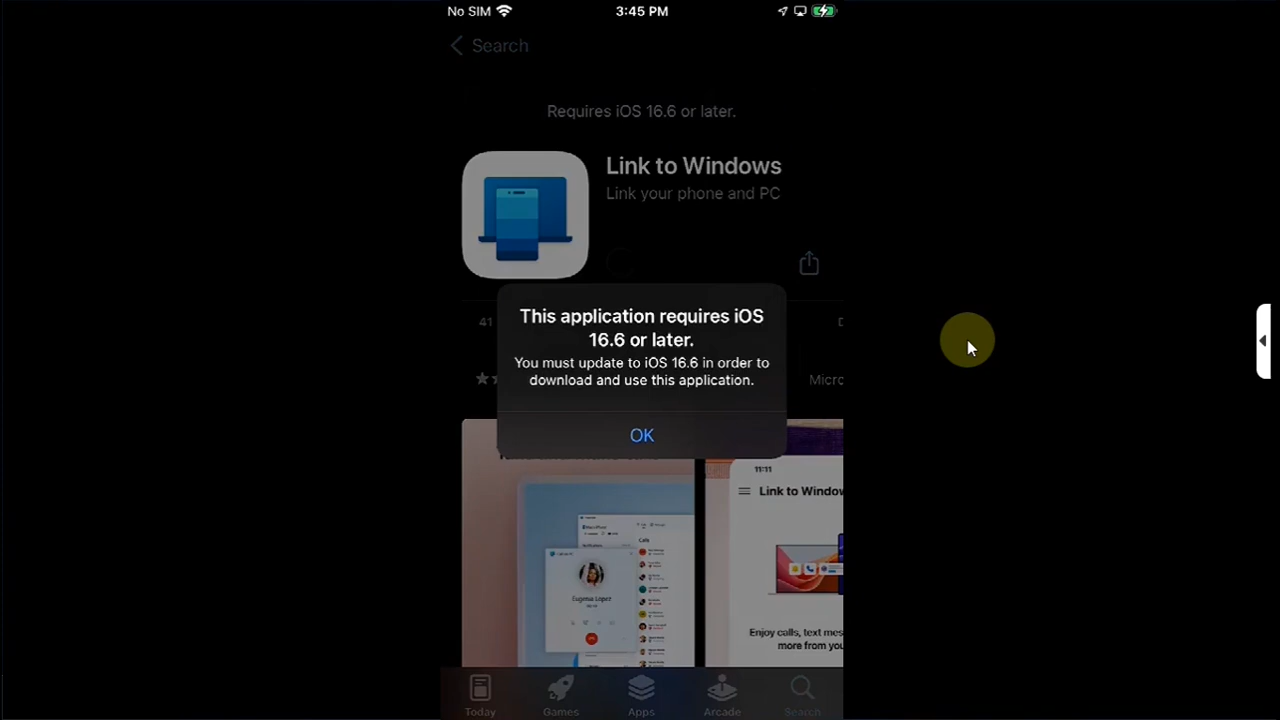 No SIM
3:45 PM
Search
Requires iOS 16.6 or later.
Link to Windows
Link your phone and PC
This application requires iOS
16.6 or later.
You must update to iOS 16.6 in order to
download and use this application.
41
D
Micro
OK
11:11
Link to Window
Calls
Eugenia Lopez
Enjoy calls, text mes
more from you
Today
Games
Apps
Arcade
Search